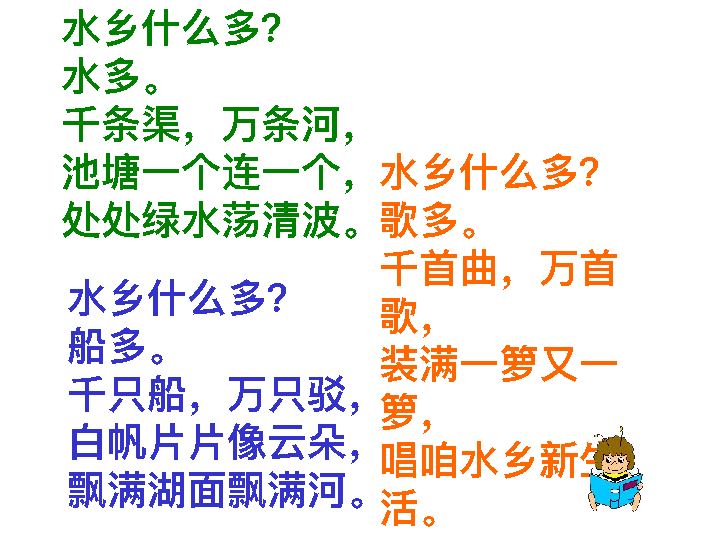 水乡什么多?
水多。
千条渠，万条河，
池塘一个连一个，
处处绿水荡清波。
水乡什么多?
船多。
千只船，万只驳，
白帆片片像云朵，
飘满湖面飘满河。
水乡什么多?
歌多。
千首曲，万首
歌，
装满一箩又一
箩，
唱咱水乡新生
活。